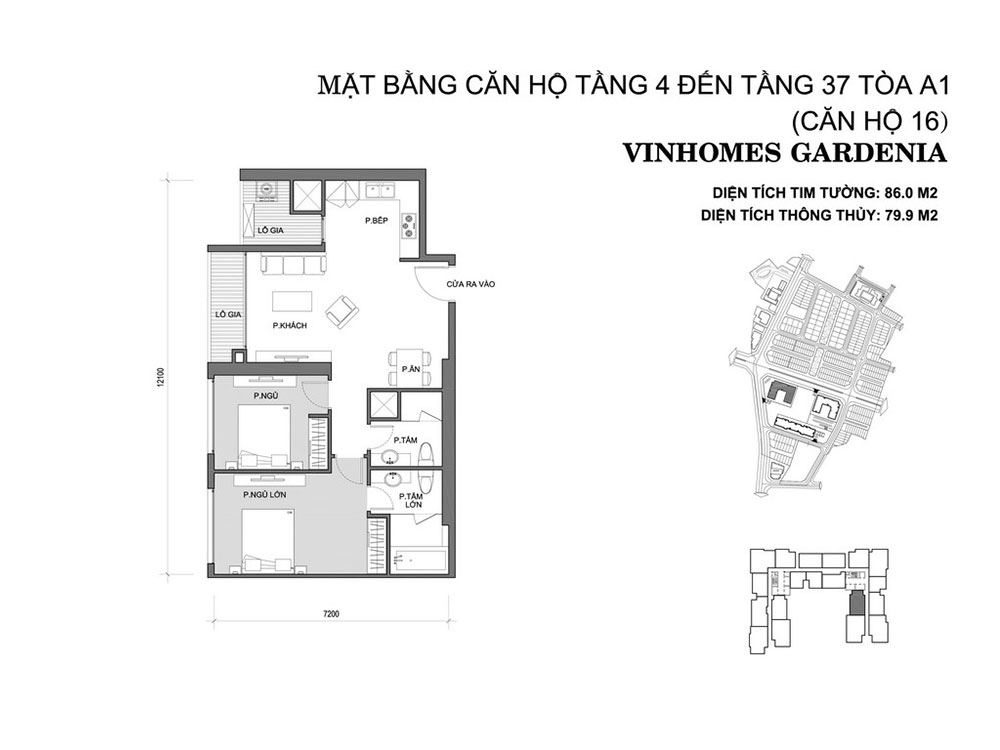 MẶT BẰNG CĂN HỘ TẦNG 4 ĐẾN TẦNG 37 TÒA A1
(CĂN HỘ 16)
VINHOMES GARDENIA
DIỆN TÍCH TIM TƯỜNG: 86.0 M2
DIỆN TÍCH THÔNG THỦY: 79.9 M2
LÔ GIA
P.BẾP
CỬA RA VÀO
LÔ GIA
P.KHÁCH
P.ĂN
12100
P.NGỦ
P.TẮM
P.NGỦ LỚN
P.TẮM
LỚN
7200